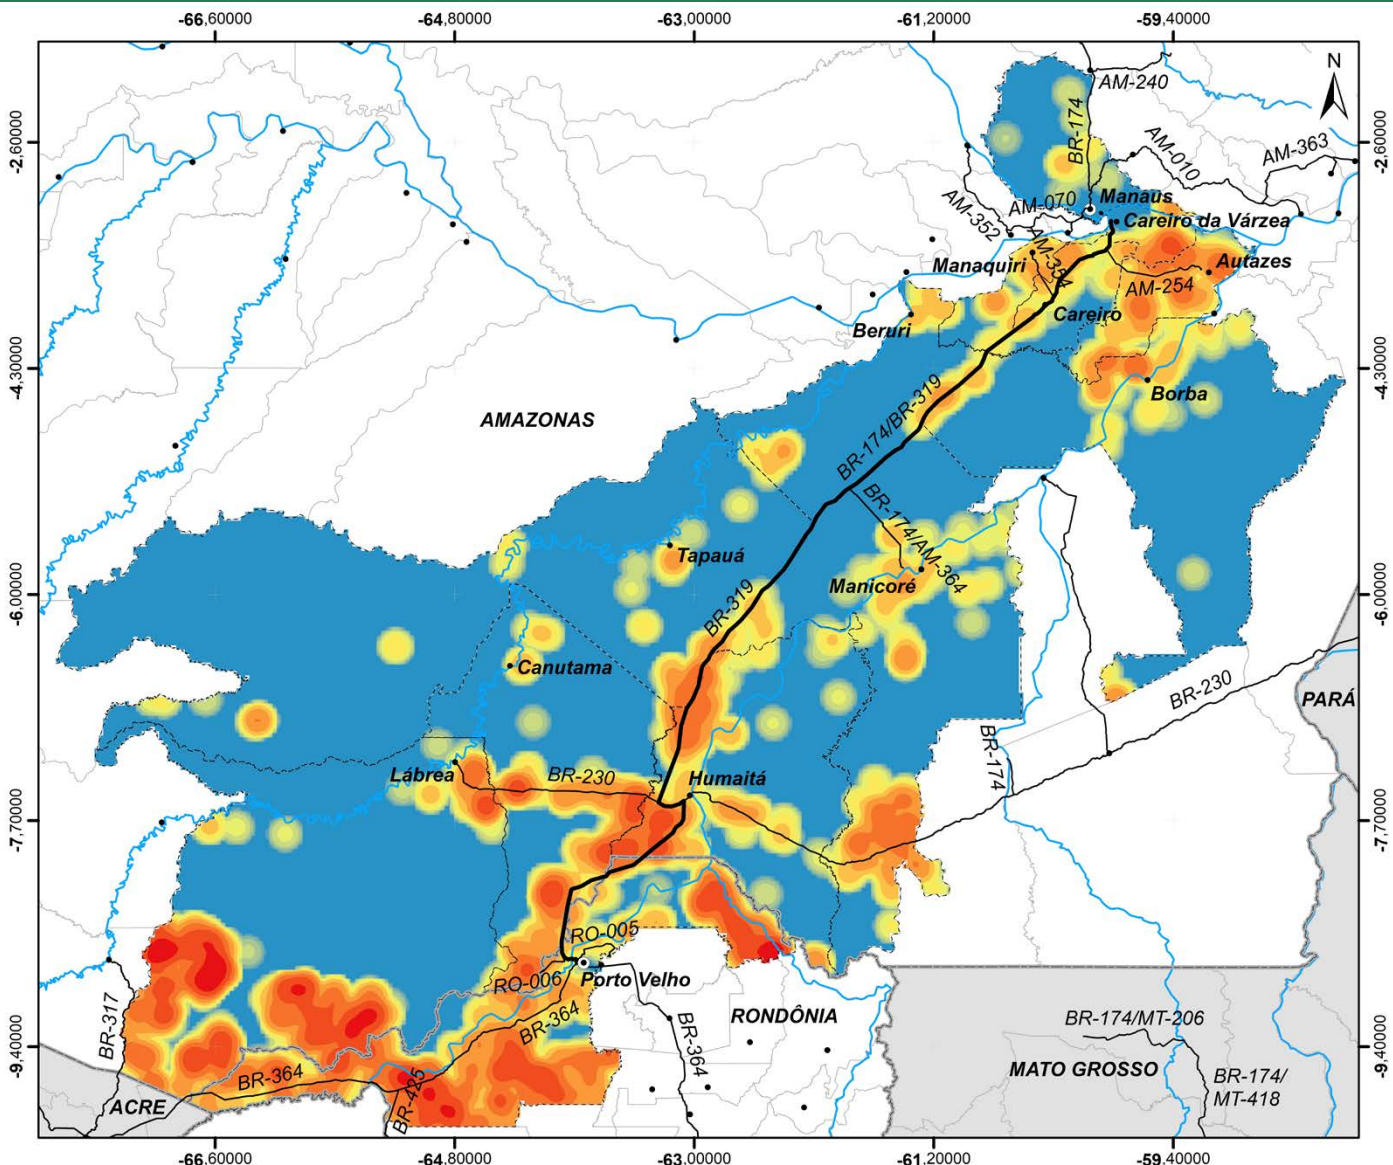 -66,60000
-64,80000
-63,00000
-61,20000
-59,40000
N
AM-240
BR-174
-2,60000
-2,60000
AM-010
AM-363
AM-070
Manaus
AM-352
Careiro da Várzea
AM-354
Manaquiri
Autazes
AM-254
Careiro
Beruri
-4,30000
-4,30000
BR-174/BR-319
Borba
AMAZONAS
BR-174/AM-364
Tapauá
Manicoré
BR-319
-6,00000
-6,00000
Canutama
BR-230
PARÁ
BR-174
Lábrea
BR-230
Humaitá
-7,70000
-7,70000
RO-005
RO-006
Porto Velho
BR-317
BR-364
BR-364
RONDÔNIA
BR-174/MT-206
-9,40000
-9,40000
MATO GROSSO
BR-364
BR-425
BR-174/
MT-418
ACRE
-66,60000
-64,80000
-63,00000
-61,20000
-59,40000